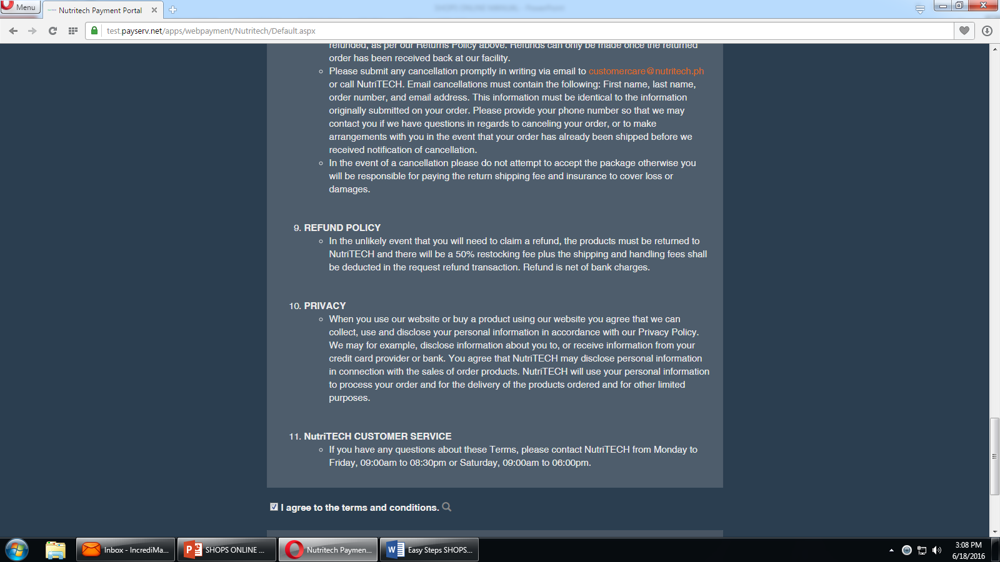 Menu
Nutritech Payment Portal
SHOPS ONLINE MANUAL - PowerPoint
test.payserv.net/apps/webpayment/Nutritech/Default.aspx
refunded, as per our Returns Policy above. Refunds can only be made once the returned
order has been received back at our facility.
Please submit any cancellation promptly in writing via email to customercare@nutritech.ph
or call NutriTECH. Email cancellations must contain the following: First name, last name,
order number, and email address. This information must be identical to the information
originally submitted on your order. Please provide your phone number so that we may
contact you if we have questions in regards to canceling your order, or to make
arrangements with you in the event that your order has already been shipped before we
received notification of cancellation.
In the event of a cancellation please do not attempt to accept the package otherwise you
will be responsible for paying the return shipping fee and insurance to cover loss or
damages.
9. REFUND POLICY
In the unlikely event that you will need to claim a refund, the products must be returned to
NutriTECH and there will be a 50% restocking fee plus the shipping and handling fees shall
be deducted in the request refund transaction. Refund is net of bank charges.
10. PRIVACY
When you use our website or buy a product using our website you agree that we can
collect, use and disclose your personal information in accordance with our Privacy Policy.
We may for example, disclose information about you to, or receive information from your
credit card provider or bank. You agree that NutriTECH may disclose personal information
in connection with the sales of order products. NutriTECH will use your personal information
to process your order and for the delivery of the products ordered and for other limited
purposes.
11. NutriTECH CUSTOMER SERVICE
If you have any questions about these Terms, please contact NutriTECH from Monday to
Friday, 09:00am to 08:30pm or Saturday, 09:00am to 06:00pm.
I agree to the terms and conditions.
Inbox - IncrediMa...
SHOPS ONLINE ...
Nutritech Paymen...
Easy Steps SHOPS...
3:08 PM
6/18/2016